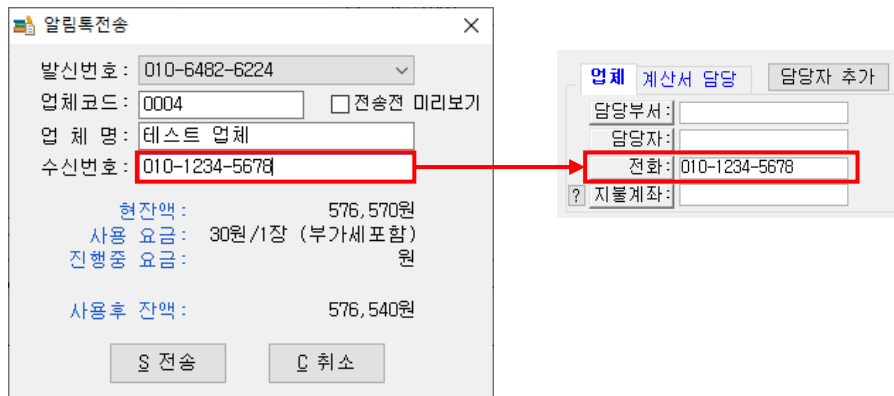 알림톡전송
발신번호: 010-6482-6224
업체코드: 0004 전송전 미리보기
업 체 명: 테스트 업체
수신번호: 010-1234-5678
현잔액: 576,570원
사용 요금: 30원/1장 (부가세포함)
진행중 요금: 원
사용후 잔액: 576,540원
S 전송 C 취소
업체 계산서 담당 담당자 추가
담당부서:
담당자:
전화: 010-1234-5678
? 지불계좌: